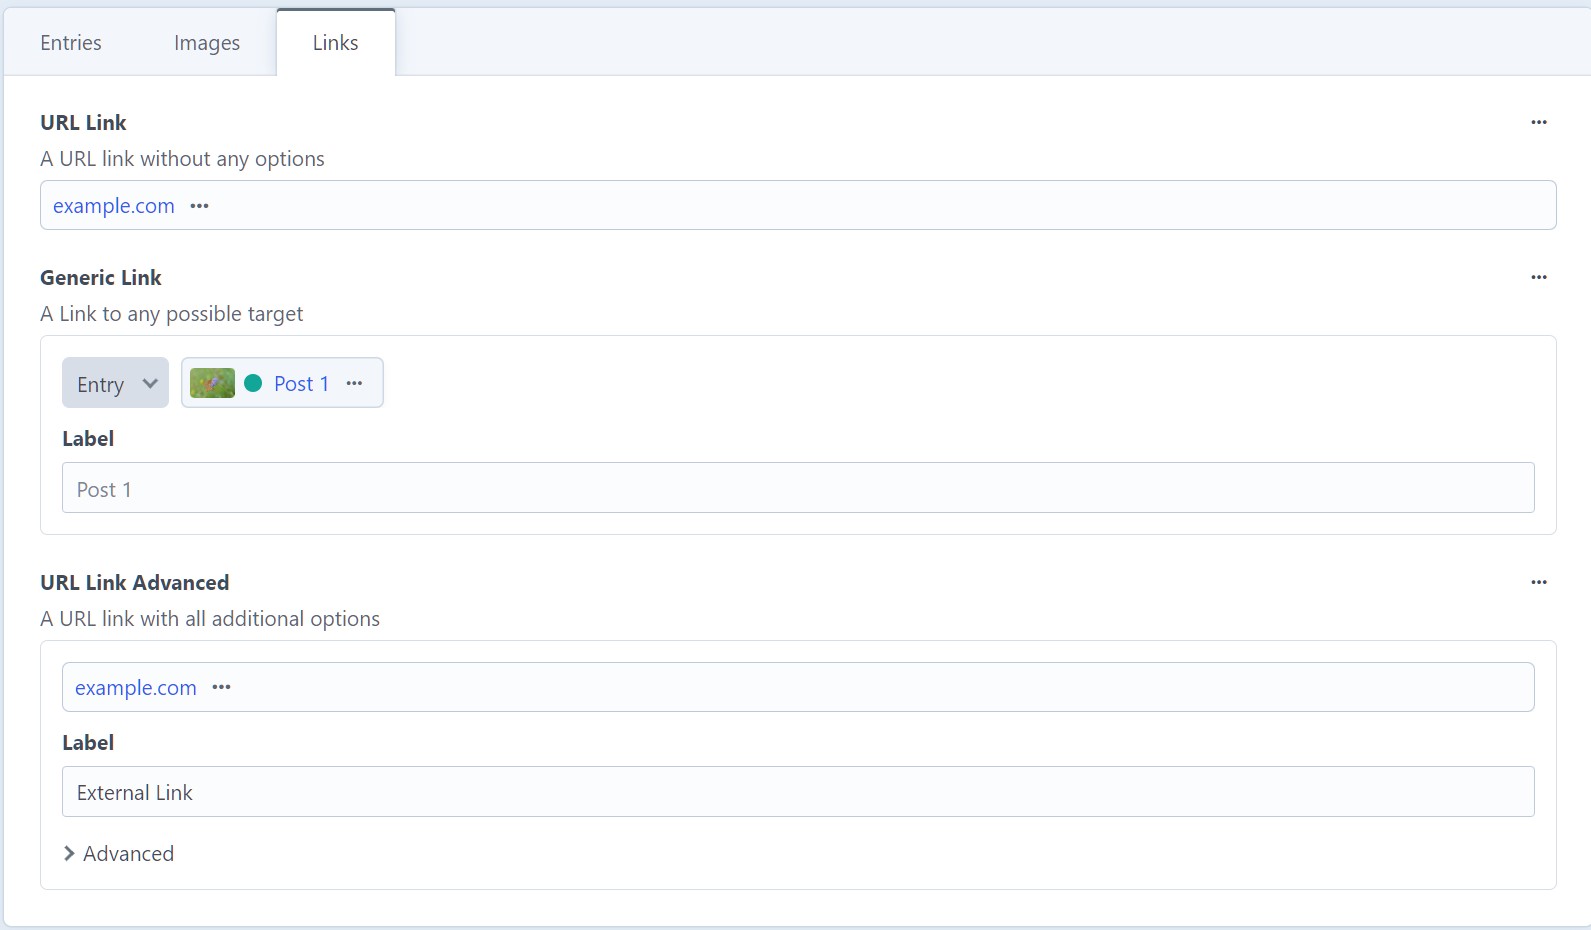 Entries Images Links
URL Link
A URL link without any options
example.com
Generic Link
A Link to any possible target
Entry Post 1
Label
Post 1
URL Link Advanced
A URL link with all additional options
example.com
Label
External Link
Advanced